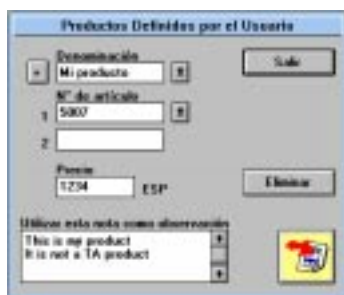 Productos Definidos por el Usuario
Denominación
Mi producto
Salir
Nº de artículo
1 5007
2
Precio
1234 ESP
Eliminar
Utilizar esta nota como observación
This is my product
It is not a TA product